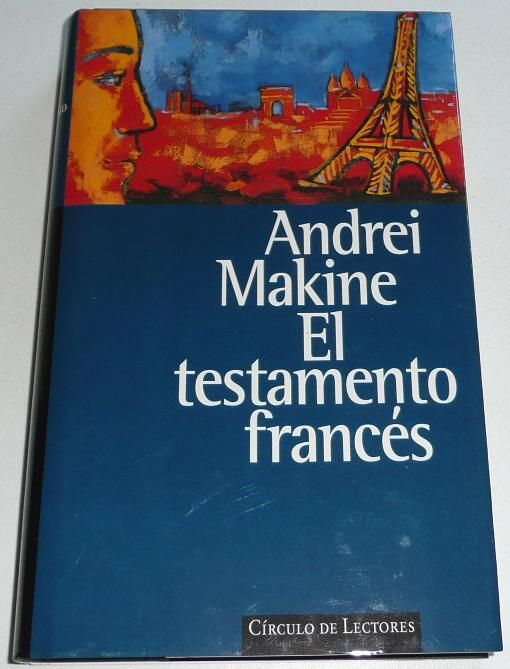 Andrei
Makine
El
testamento
francés
CÍRCULO DE LECTORES